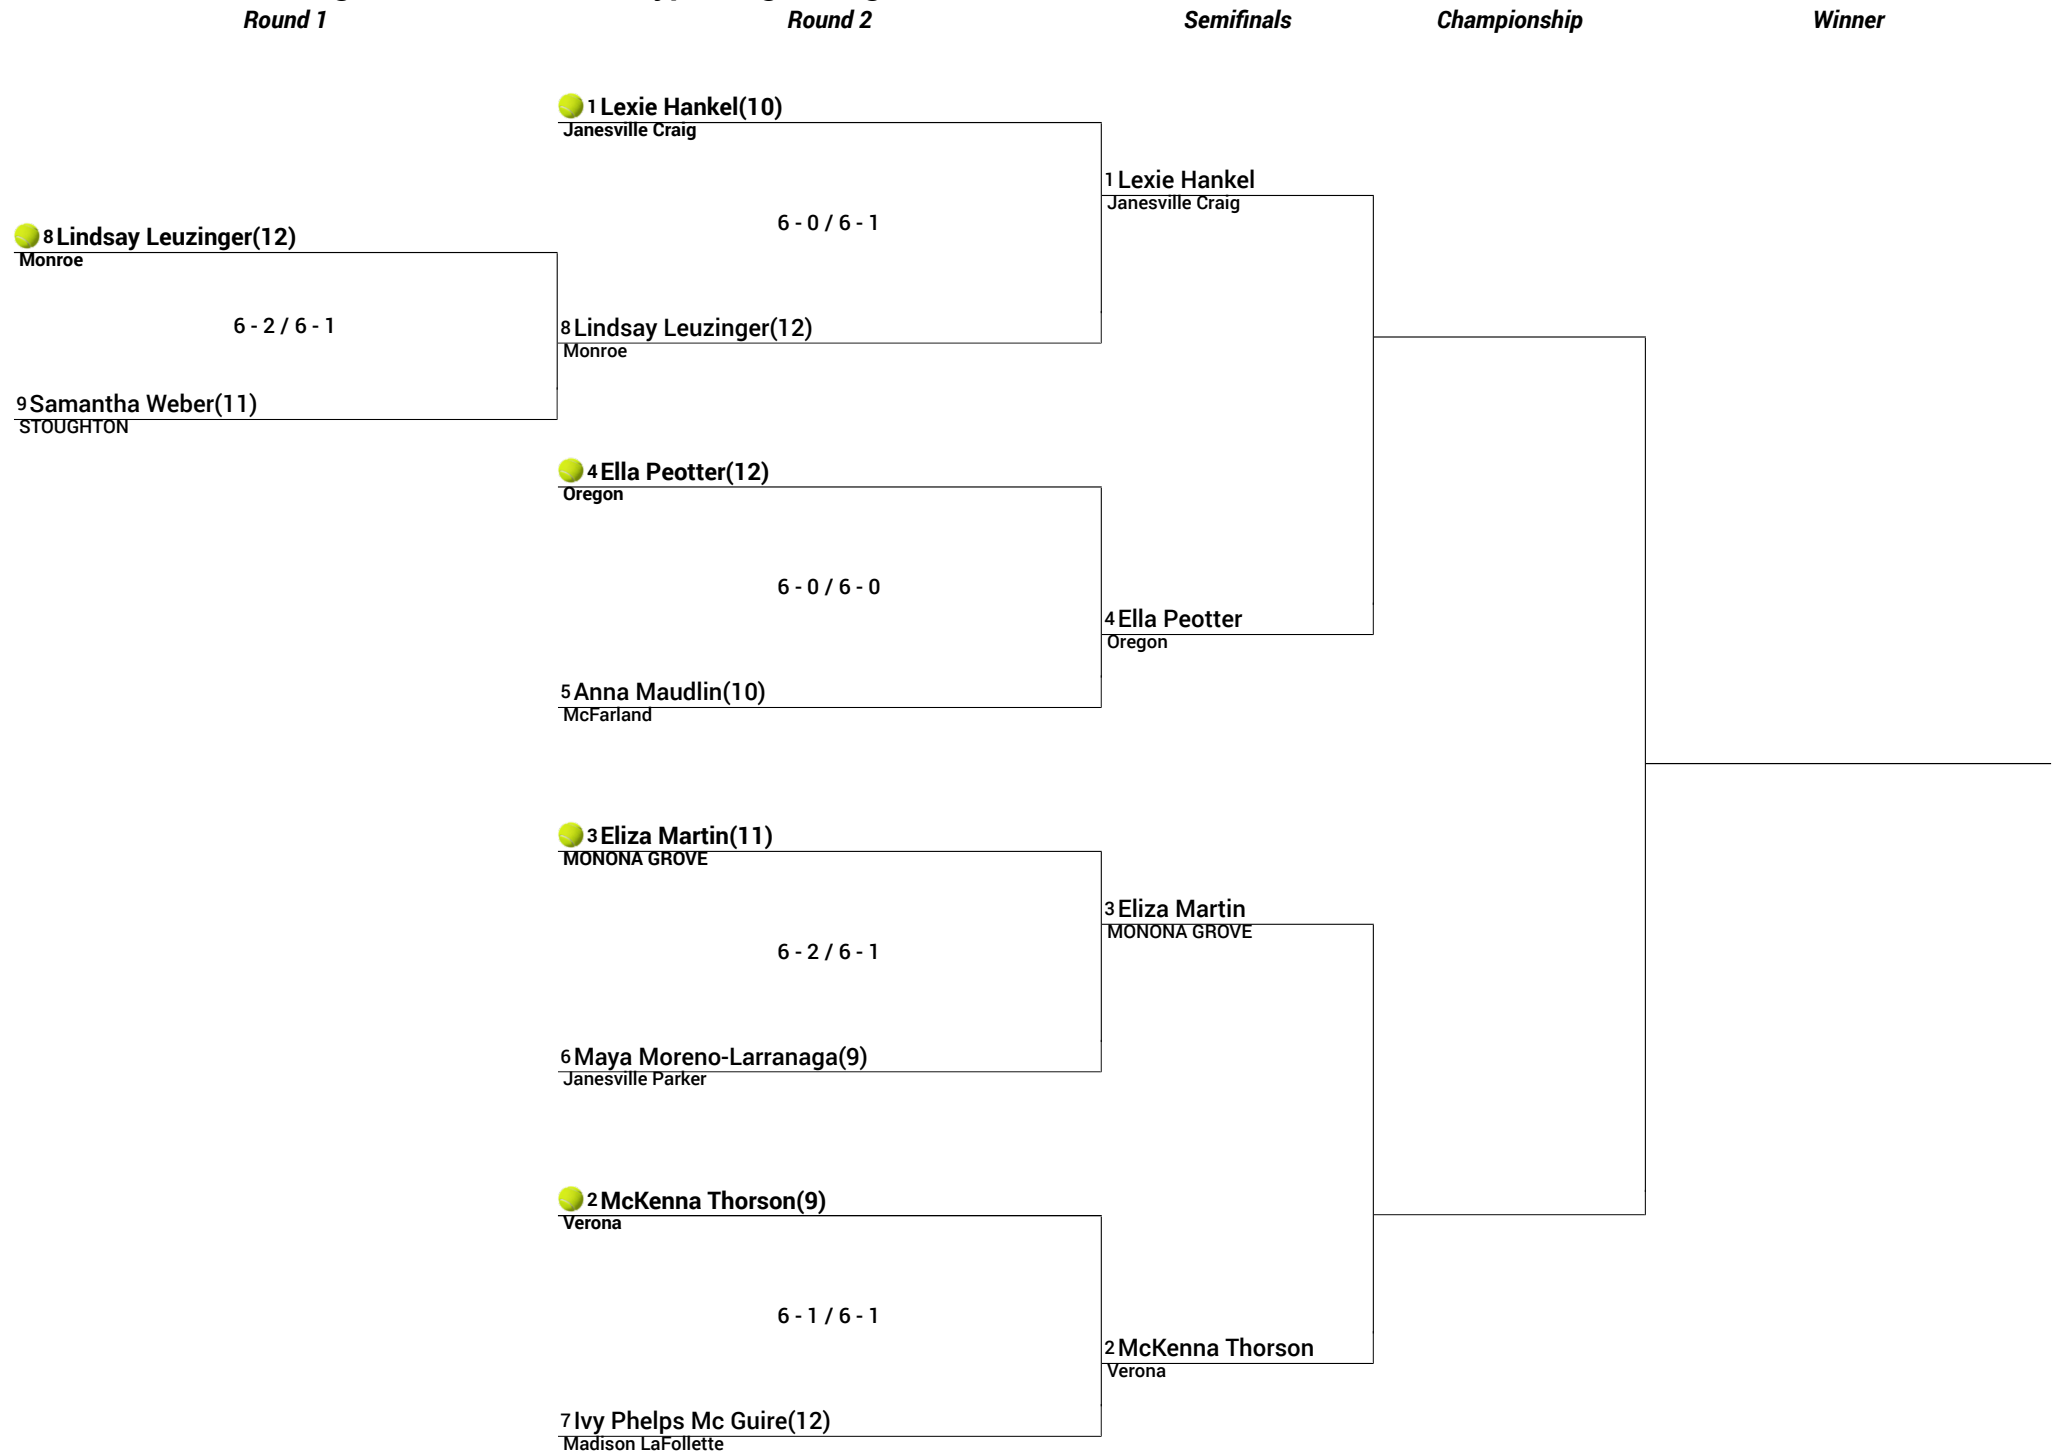 Round 1
Round 2
Semifinals
Championship
Winner
1 Lexie Hankel(10)
Janesville Craig
6 - 0 / 6 - 1
8 Lindsay Leuzinger(12)
Monroe
6 - 2 / 6 - 1
9 Samantha Weber(11)
STOUGHTON
8 Lindsay Leuzinger(12)
Monroe
1 Lexie Hankel
Janesville Craig
4 Ella Peotter(12)
Oregon
6 - 0 / 6 - 0
5 Anna Maudlin(10)
McFarland
4 Ella Peotter
Oregon
3 Eliza Martin(11)
MONONA GROVE
6 - 2 / 6 - 1
6 Maya Moreno-Larranaga(9)
Janesville Parker
3 Eliza Martin
MONONA GROVE
2 McKenna Thorson(9)
Verona
6 - 1 / 6 - 1
7 Ivy Phelps Mc Guire(12)
Madison LaFollette
2 McKenna Thorson
Verona